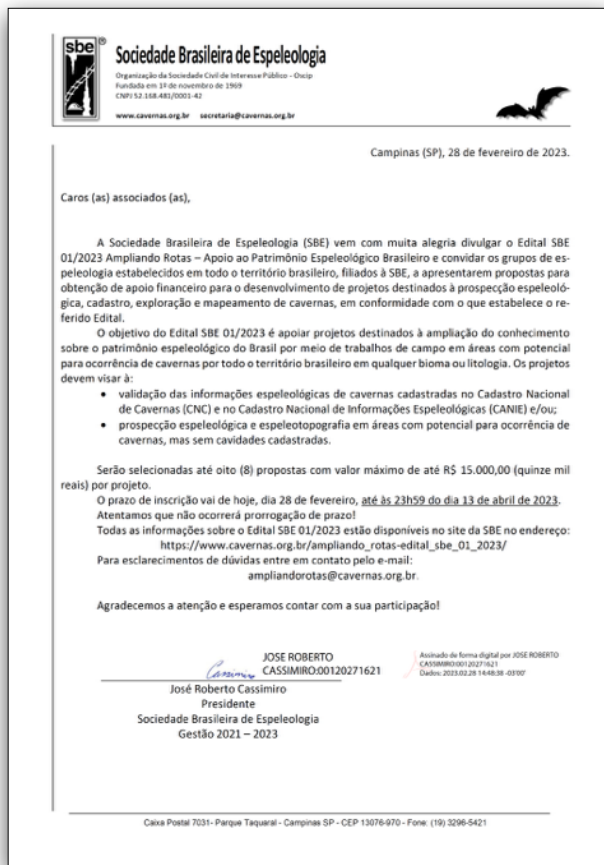 sbe®
Sociedade Brasileira de Espeleologia
Organização da Sociedade Civil de Interesse Público - Oscip
Fundada em 1º de novembro de 1969
CNPJ 52.168.481/0001-42
www.cavernas.org.br secretaria@cavernas.org.br
Campinas (SP), 28 de fevereiro de 2023.
Caros (as) associados (as),
A Sociedade Brasileira de Espeleologia (SBE) vem com muita alegria divulgar o Edital SBE
01/2023 Ampliando Rotas – Apoio ao Patrimônio Espeleológico Brasileiro e convidar os grupos de es-
peleologia estabelecidos em todo o território brasileiro, filiados à SBE, a apresentarem propostas para
obtenção de apoio financeiro para o desenvolvimento de projetos destinados à prospecção espeleoló-
gica, cadastro, exploração e mapeamento de cavernas, em conformidade com o que estabelece o re-
ferido Edital.
O objetivo do Edital SBE 01/2023 é apoiar projetos destinados à ampliação do conhecimento
sobre o patrimônio espeleológico do Brasil por meio de trabalhos de campo em áreas com potencial
para ocorrência de cavernas por todo o território brasileiro em qualquer bioma ou litologia. Os projetos
devem visar à:
• validação das informações espeleológicas de cavernas cadastradas no Cadastro Nacional
de Cavernas (CNC) e no Cadastro Nacional de Informações Espeleológicas (CANIE) e/ou;
• prospecção espeleológica e espeleotopografia em áreas com potencial para ocorrência de
cavernas, mas sem cavidades cadastradas.
Serão selecionadas até oito (8) propostas com valor máximo de até R$ 15.000,00 (quinze mil
reais) por projeto.
O prazo de inscrição vai de hoje, dia 28 de fevereiro, até às 23h59 do dia 13 de abril de 2023.
Atentamos que não ocorrerá prorrogação de prazo!
Todas as informações sobre o Edital SBE 01/2023 estão disponíveis no site da SBE no endereço:
https://www.cavernas.org.br/ampliando_rotas-edital_sbe_01_2023/
Para esclarecimentos de dúvidas entre em contato pelo e-mail:
ampliandorotas@cavernas.org.br.
Agradecemos a atenção e esperamos contar com a sua participação!
Cassimiro
JOSE ROBERTO
CASSIMIRO:00120271621
Assinado de forma digital por JOSE ROBERTO
CASSIMIRO:00120271621
Dados: 2023.02.28 14:48:38 -03'00'
José Roberto Cassimiro
Presidente
Sociedade Brasileira de Espeleologia
Gestão 2021 – 2023
Caixa Postal 7031- Parque Taquaral - Campinas SP - CEP 13076-970 - Fone: (19) 3296-5421